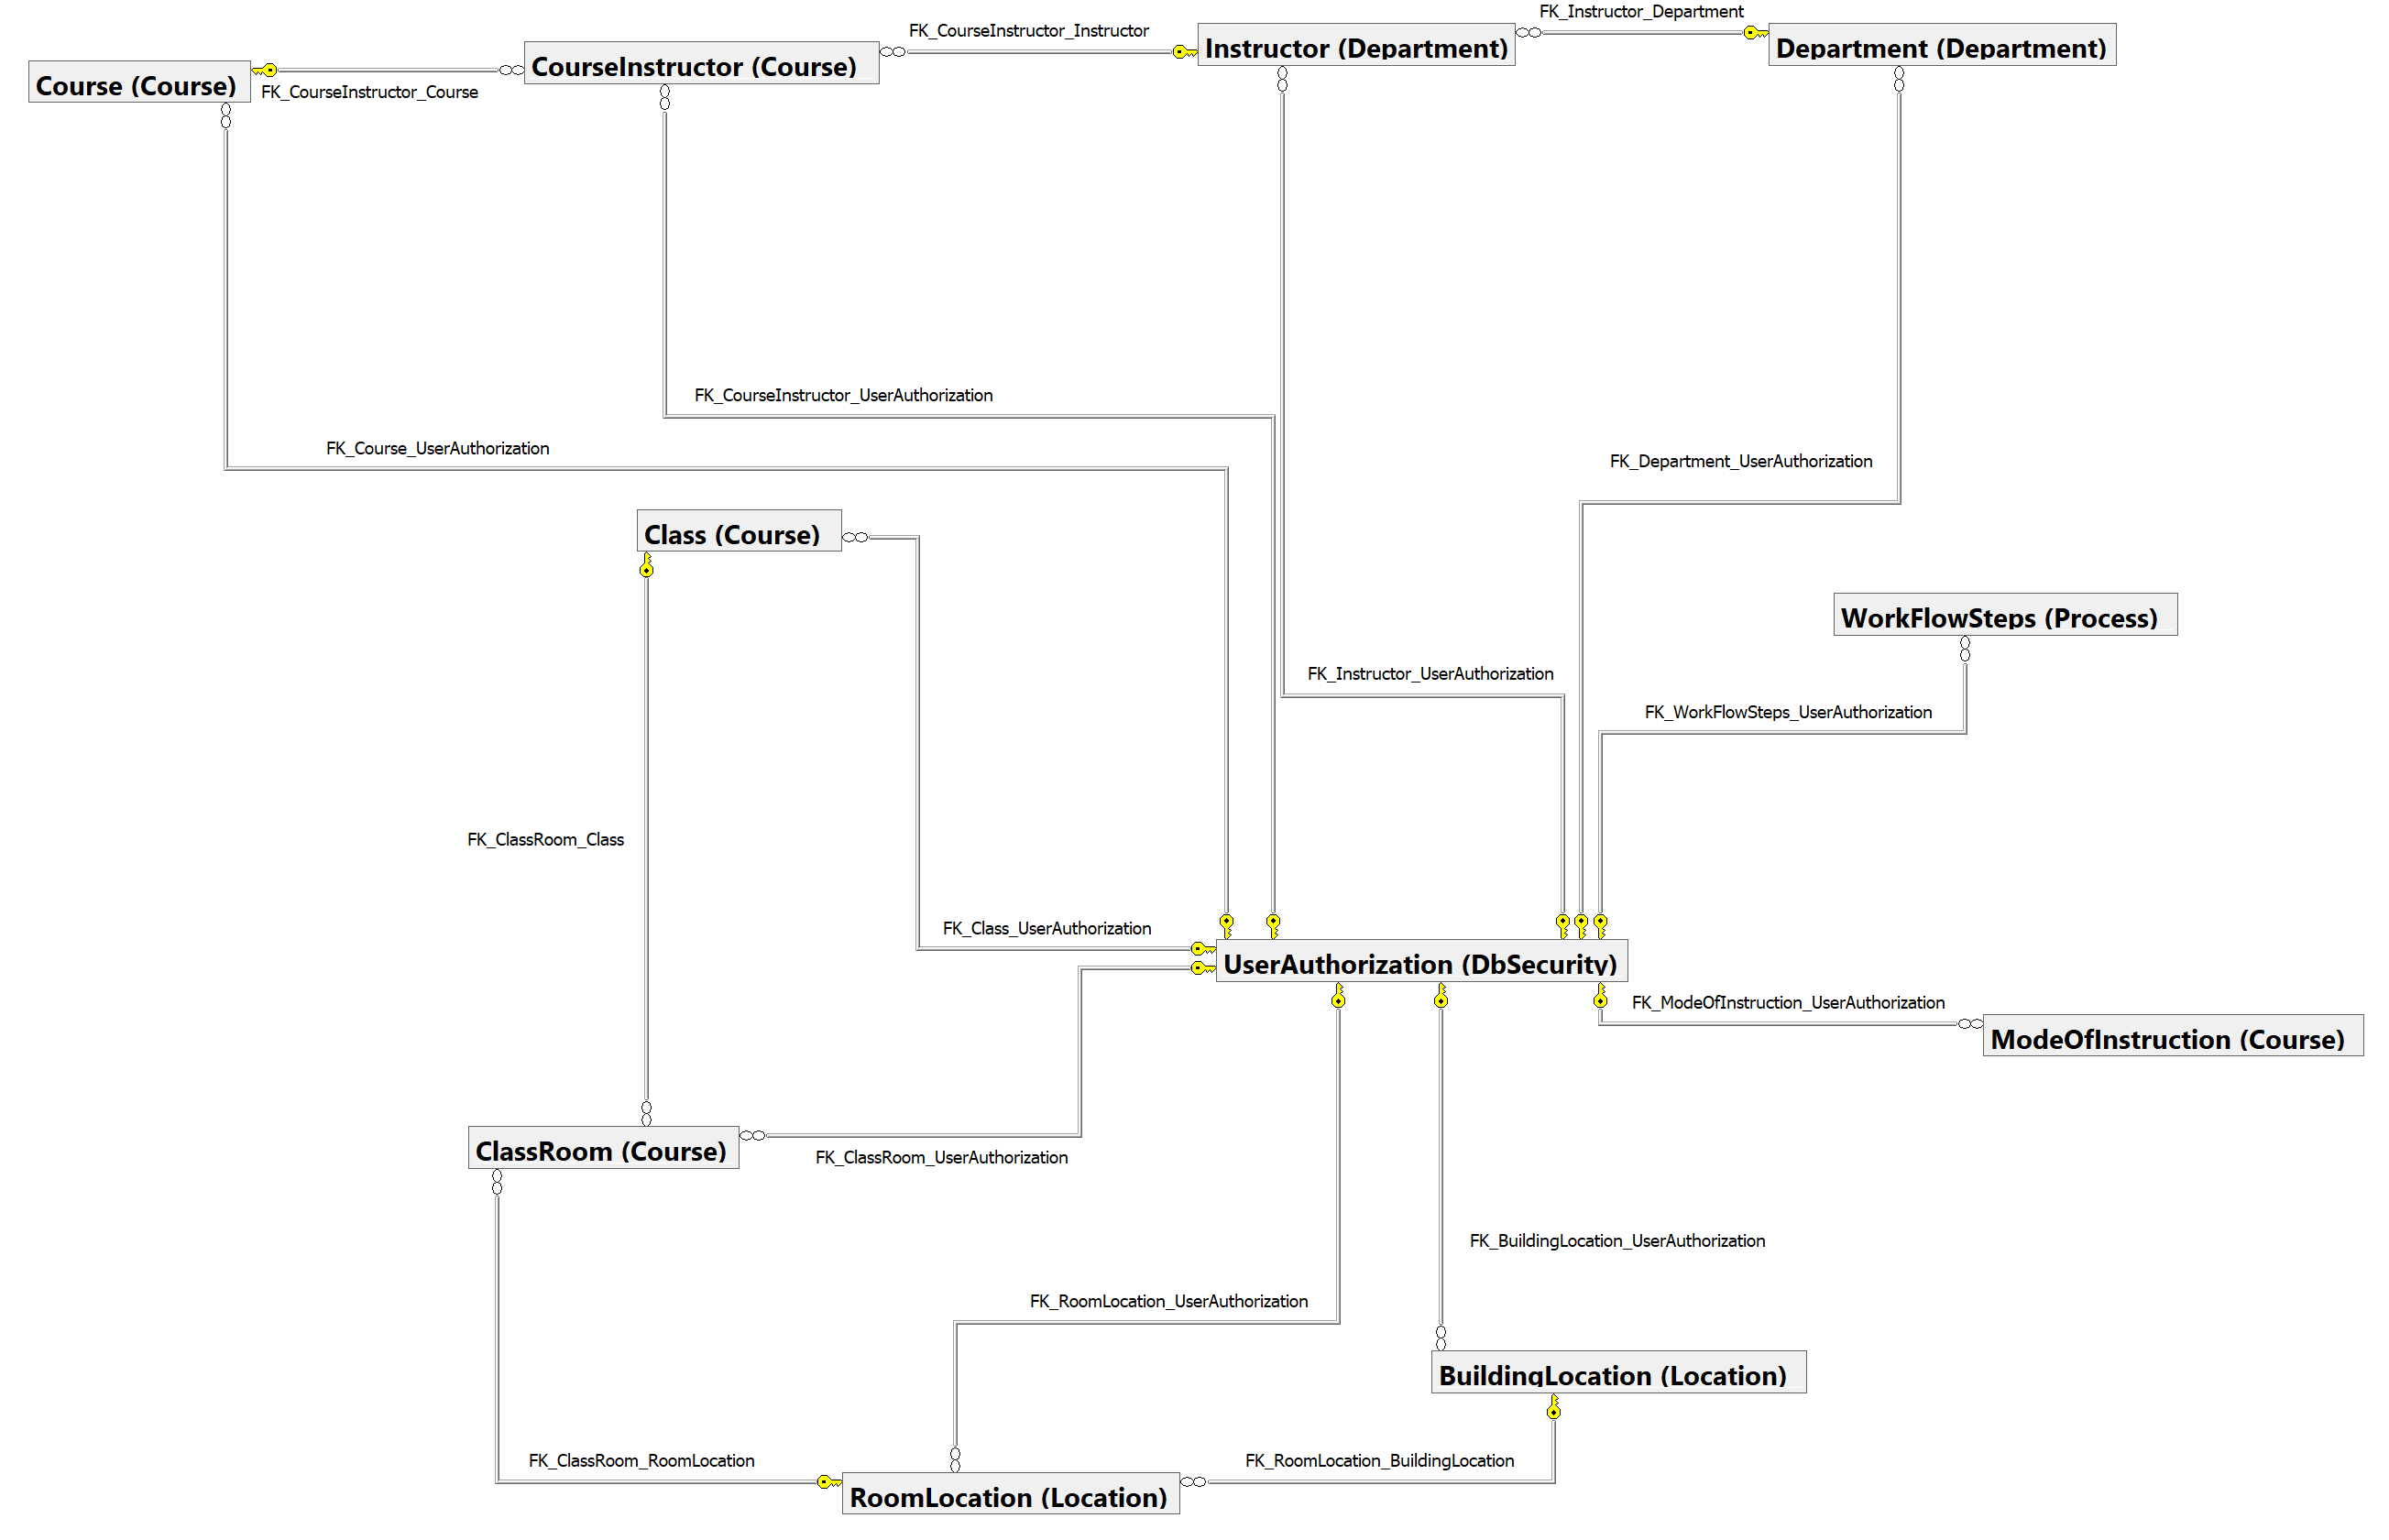 FK_Instructor_Department
FK_CourseInstructor_Instructor
Instructor (Department)
Department (Department)
CourseInstructor (Course)
Course (Course)
FK_CourseInstructor_Course
FK_CourseInstructor_UserAuthorization
FK_Course_UserAuthorization
FK_Department_UserAuthorization
Class (Course)
WorkFlowSteps (Process)
FK_Instructor_UserAuthorization
FK_WorkFlowSteps_UserAuthorization
FK_ClassRoom_Class
FK_Class_UserAuthorization
UserAuthorization (DbSecurity)
FK_ModeOfInstruction_UserAuthorization
ModeOfInstruction (Course)
ClassRoom (Course)
FK_ClassRoom_UserAuthorization
FK_BuildingLocation_UserAuthorization
FK_RoomLocation_UserAuthorization
BuildingLocation (Location)
FK_ClassRoom_RoomLocation
FK_RoomLocation_BuildingLocation
RoomLocation (Location)